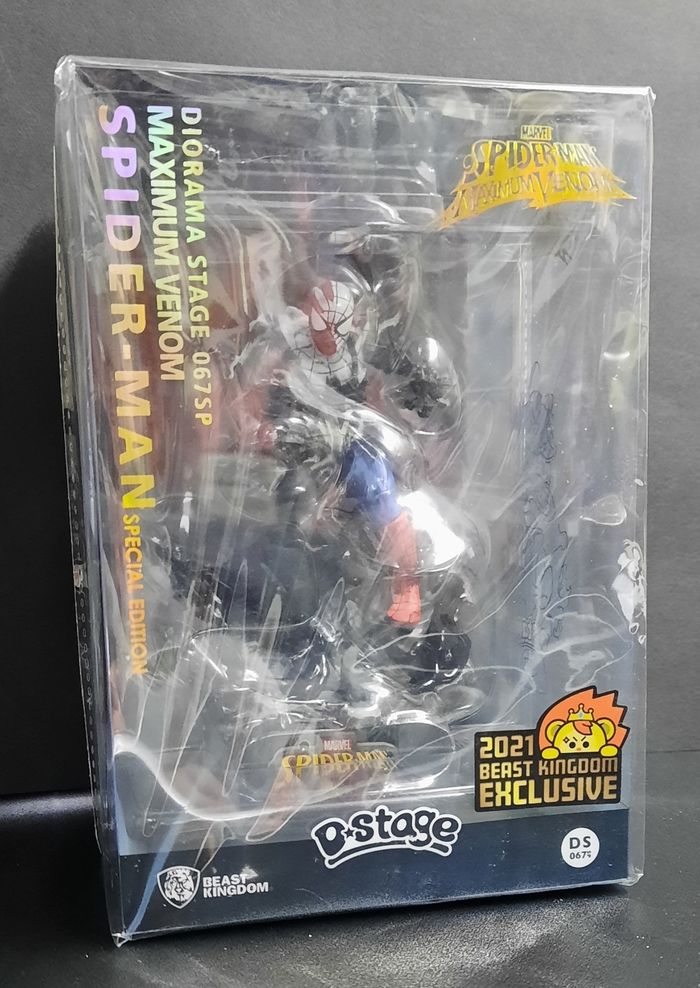 DIORAMA STAGE 067SP
MAXIMUM VENOM
SPIDER-MAN SPECIAL EDITION
MARVEL
SPIDER-MAN
MAXIMUM VENOM
MARVEL
SPIDER-MAN
2021
BEAST KINGDOM
EXCLUSIVE
D-Stage
DS
067SP
BEAST
KINGDOM